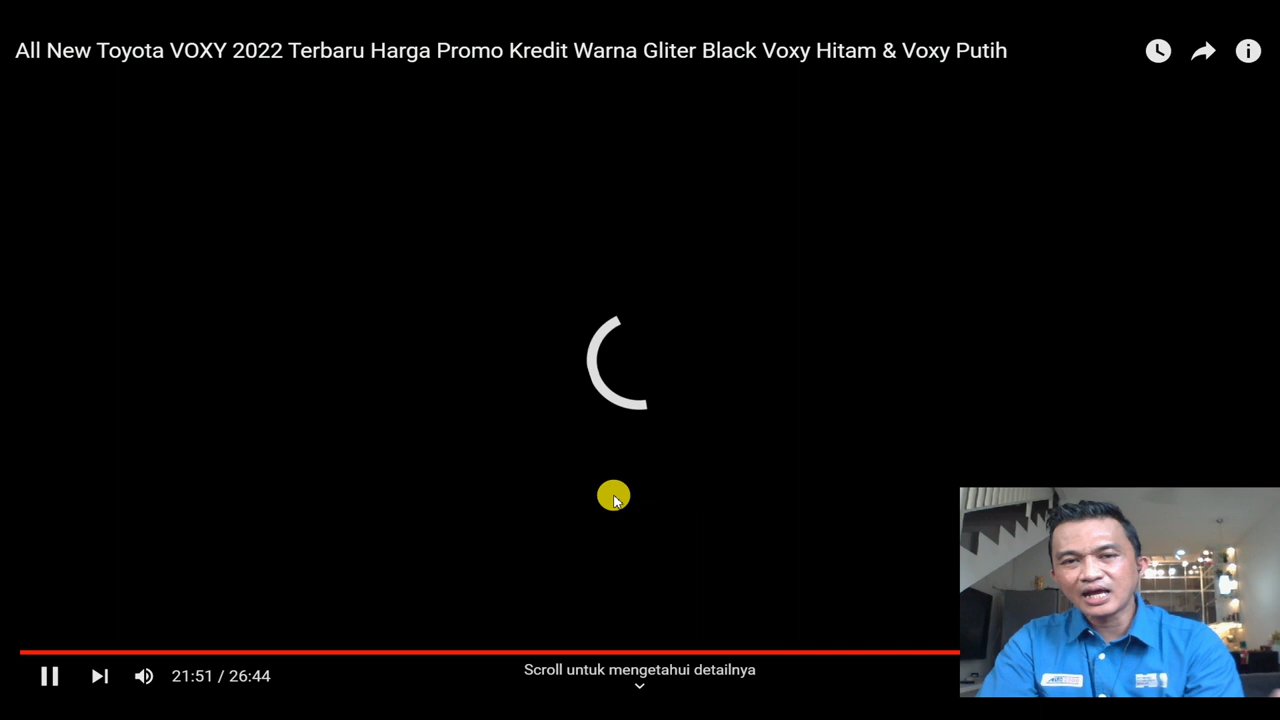 All New Toyota VOXY 2022 Terbaru Harga Promo Kredit Warna Gliter Black Voxy Hitam & Voxy Putih
Scroll untuk mengetahui detailnya
21:51 / 26:44